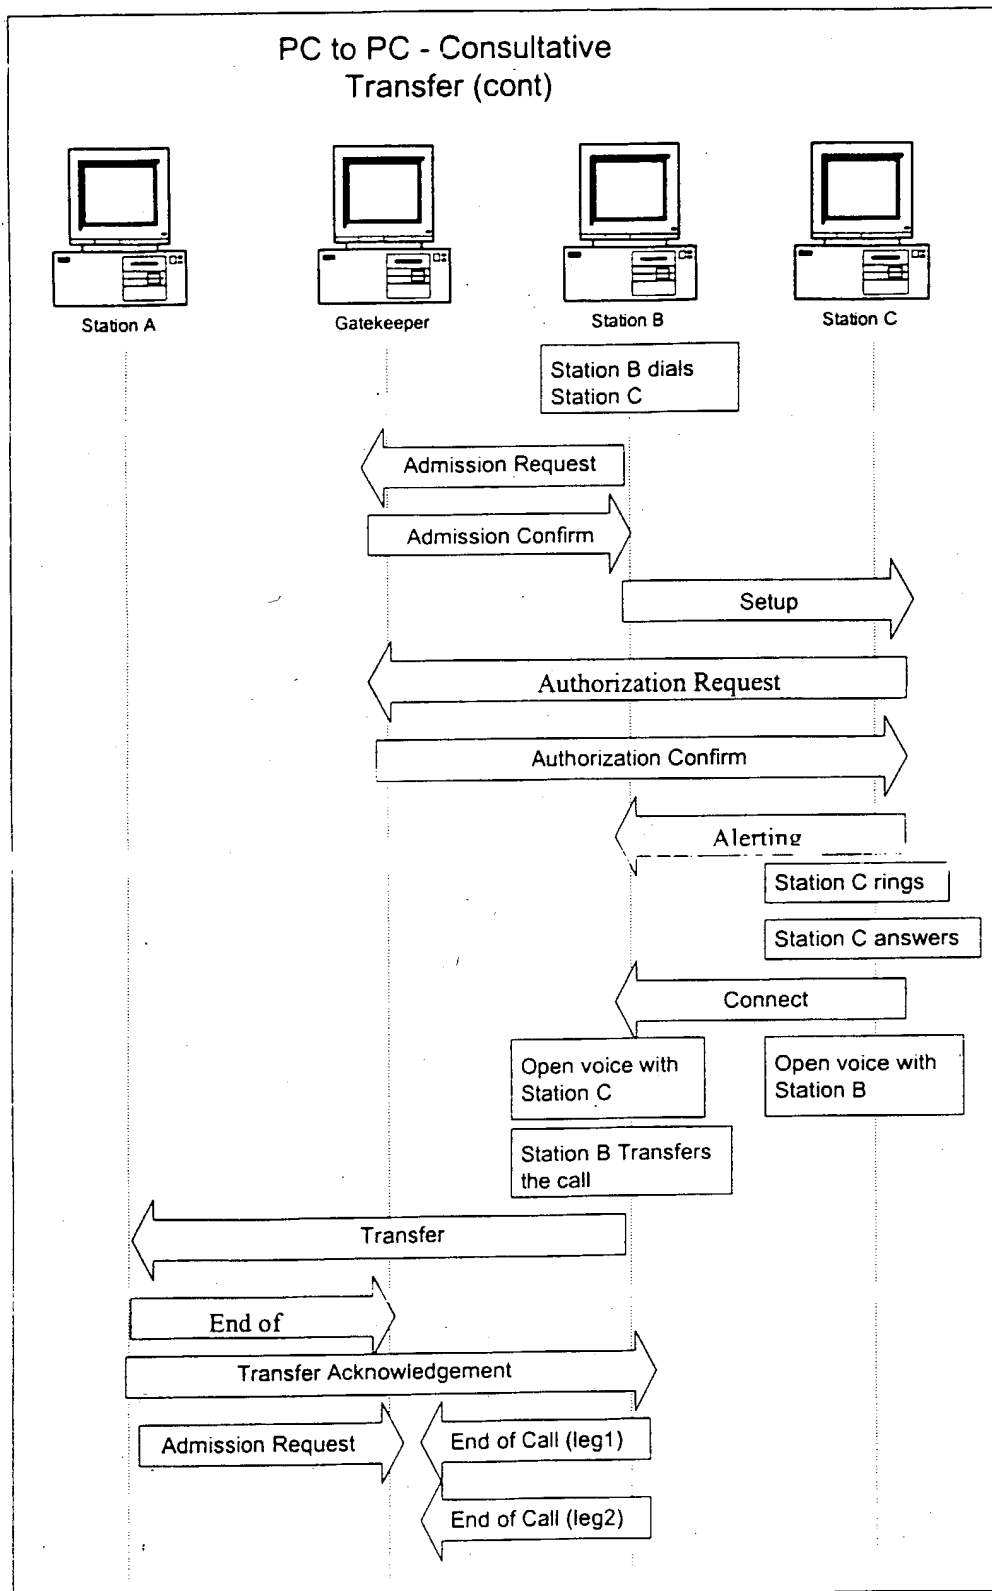 PC to PC - Consultative
Transfer (cont)
Station A
Gatekeeper
Station B
Station C
Station B dials
Station C
Admission Request
Admission Confirm
Setup
Authorization Request
Authorization Confirm
Alerting
Station C rings
Station C answers
Connect
Open voice with
Station C
Open voice with
Station B
Station B Transfers
the call
Transfer
End of
Transfer Acknowledgement
Admission Request
End of Call (leg1)
End of Call (leg2)